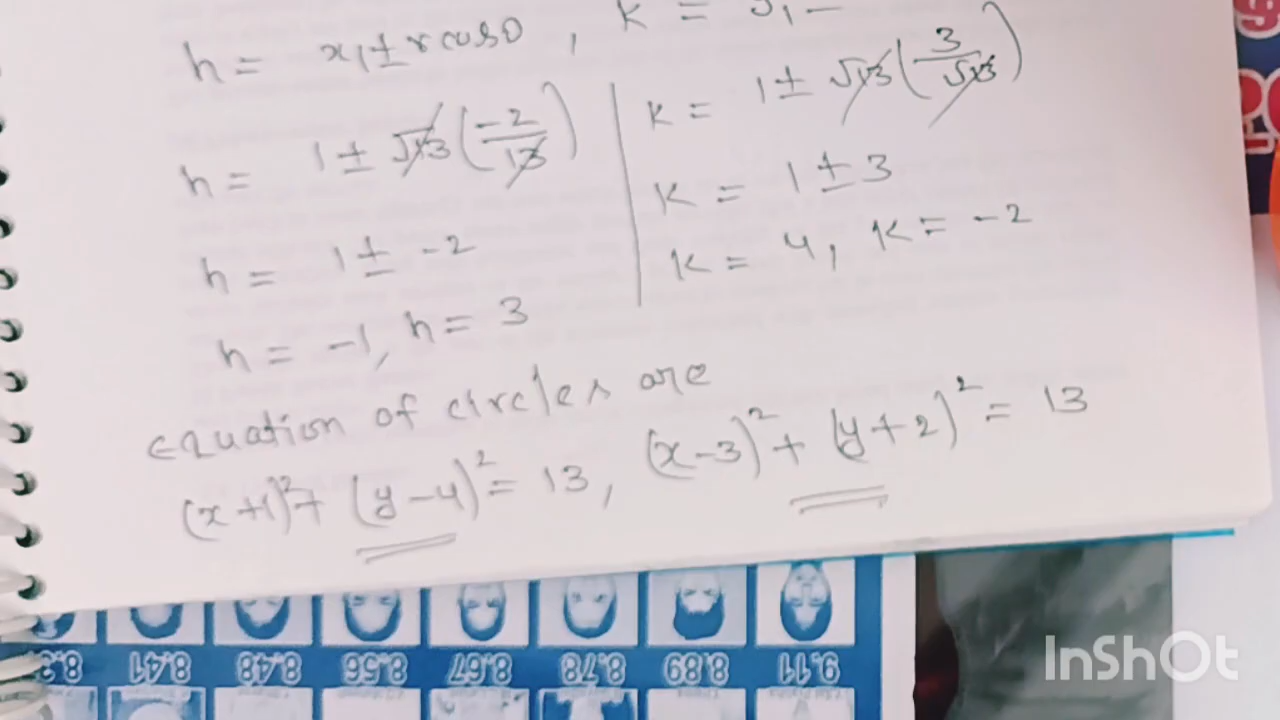 h = x₁ ± r cosθ , K = y₁
h = 1 ± √13 (-2/13)
h = 1 ± -2
h = -1, h = 3
K = 1 ± √13 (3/√13)
K = 1 ± 3
K = 4, K = -2
equation of circles are
(x+1)² + (y-4)² = 13, (x-3)² + (y+2)² = 13
8.41 8.48 8.56 8.67 8.78 8.89 9.11
InShOt